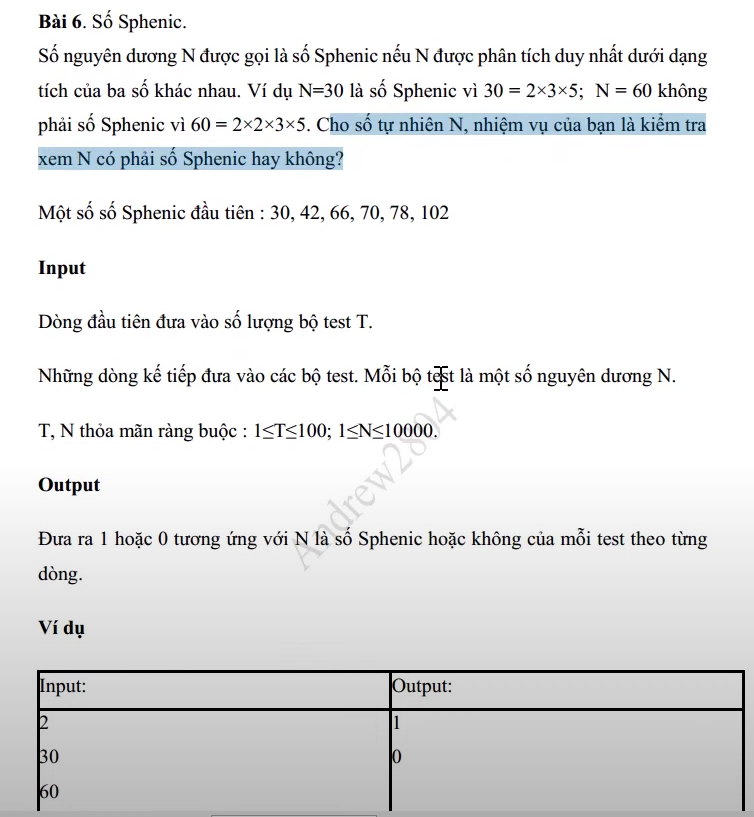 Bài 6. Số Sphenic.
Số nguyên dương N được gọi là số Sphenic nếu N được phân tích duy nhất dưới dạng
tích của ba số khác nhau. Ví dụ N=30 là số Sphenic vì 30 = 2×3×5; N = 60 không
phải số Sphenic vì 60 = 2×2×3×5. Cho số tự nhiên N, nhiệm vụ của bạn là kiểm tra
xem N có phải số Sphenic hay không?
Một số số Sphenic đầu tiên : 30, 42, 66, 70, 78, 102
Input
Dòng đầu tiên đưa vào số lượng bộ test T.
Những dòng kế tiếp đưa vào các bộ test. Mỗi bộ test là một số nguyên dương N.
T, N thỏa mãn ràng buộc : 1≤T≤100; 1≤N≤10000.
Output
Đưa ra 1 hoặc 0 tương ứng với N là số Sphenic hoặc không của mỗi test theo từng
dòng.
Ví dụ
Input: Output:
2 1
30 0
60
Andrew2804